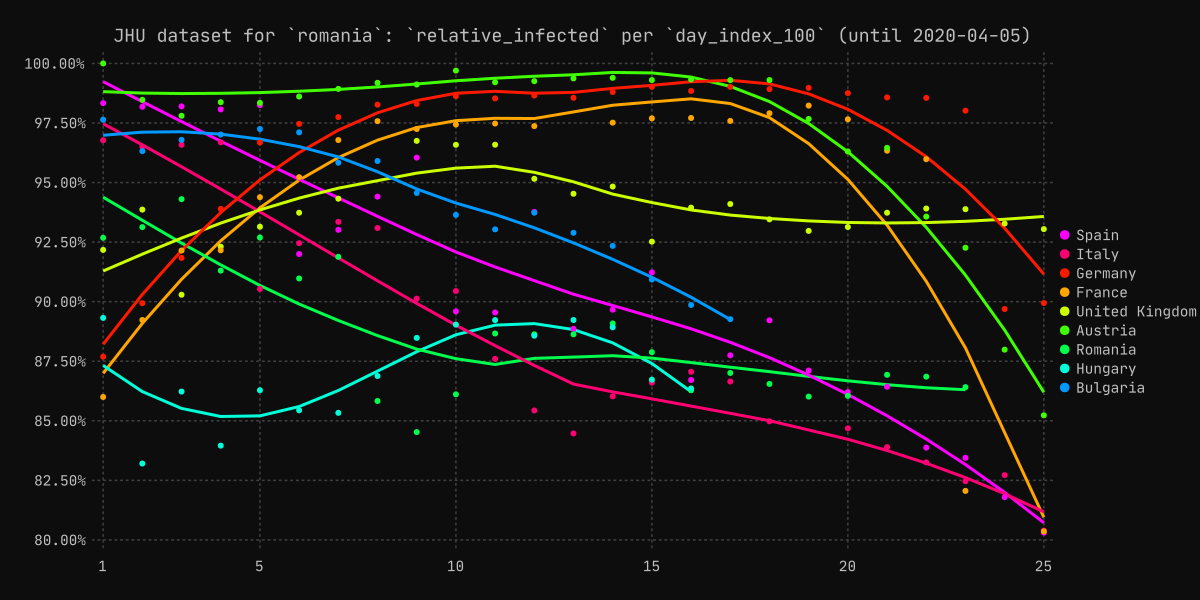 JHU dataset for `romania`: `relative_infected` per `day_index_100` (until 2020-04-05)
100.00%
97.50%
95.00%
92.50%
90.00%
87.50%
85.00%
82.50%
80.00%
1 5 10 15 20 25
Spain
Italy
Germany
France
United Kingdom
Austria
Romania
Hungary
Bulgaria